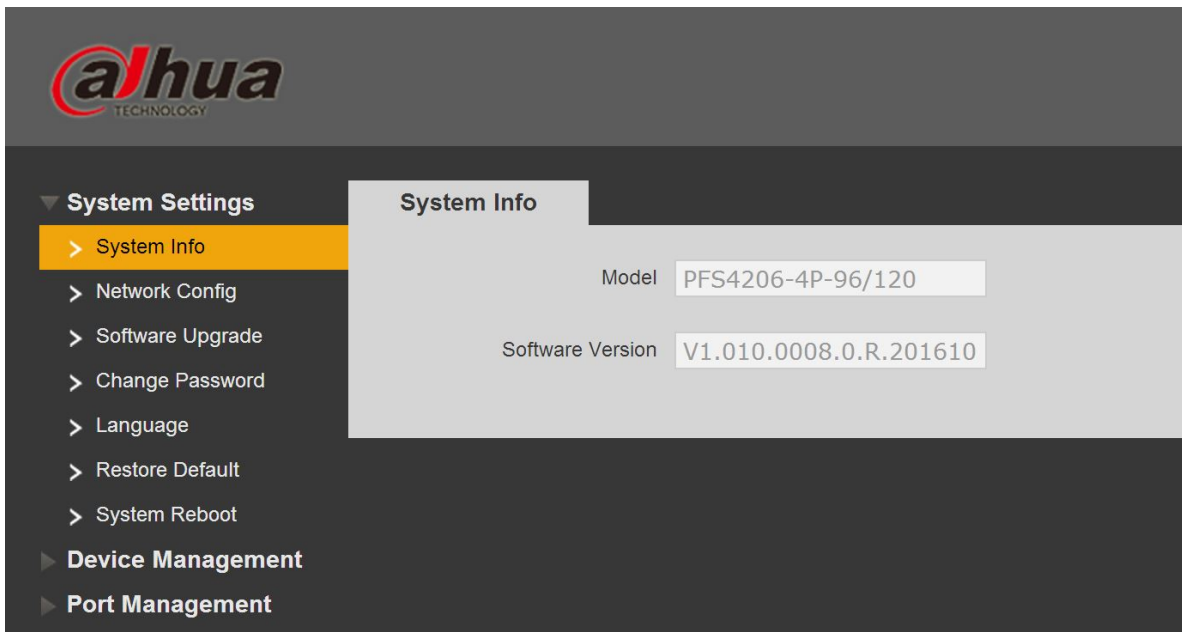 alhua
TECHNOLOGY
System Settings
System Info
Network Config
Software Upgrade
Change Password
Language
Restore Default
System Reboot
Device Management
Port Management
System Info
Model PFS4206-4P-96/120
Software Version V1.010.0008.0.R.201610